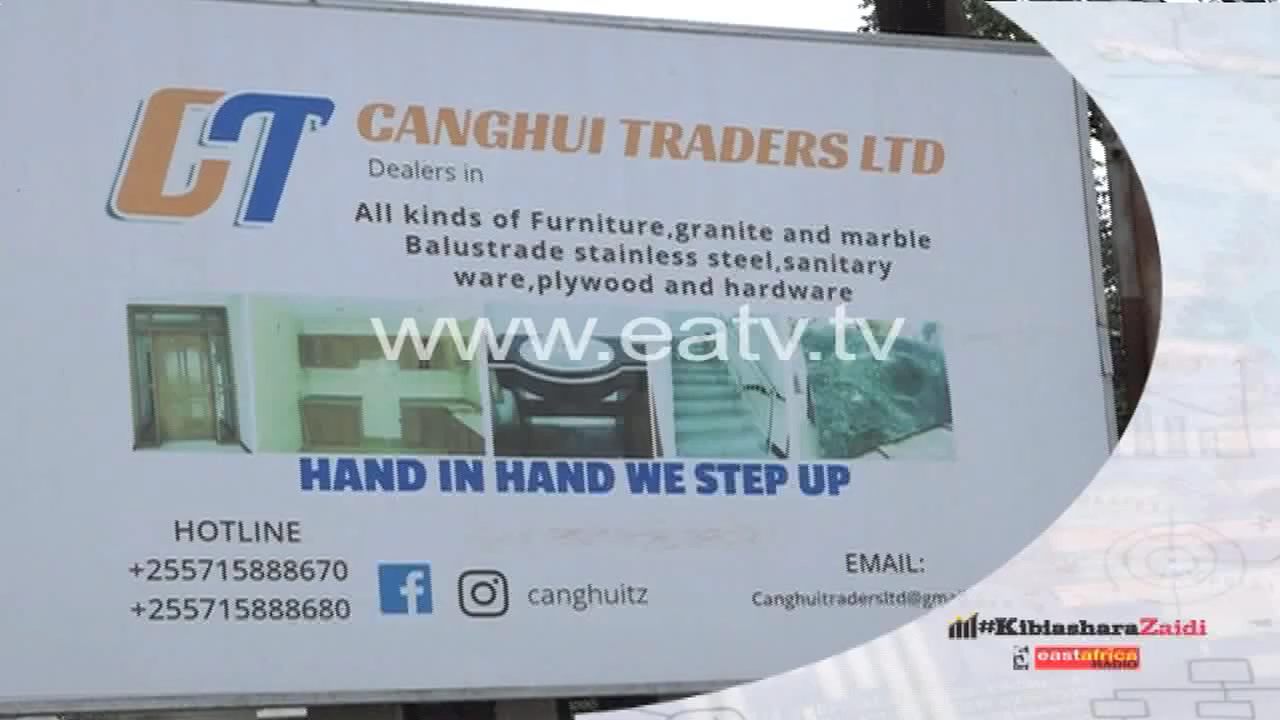 CT
CANGHUI TRADERS LTD
Dealers in
All kinds of Furniture,granite and marble
Balustrade stainless steel,sanitary
ware,plywood and hardware
www.eatv.tv
HAND IN HAND WE STEP UP
HOTLINE
+255715888670
+255715888680
canghuitz
EMAIL:
Canghuitradersltd@gmai
#KibiasharaZaidi
eastafrica
RADIO